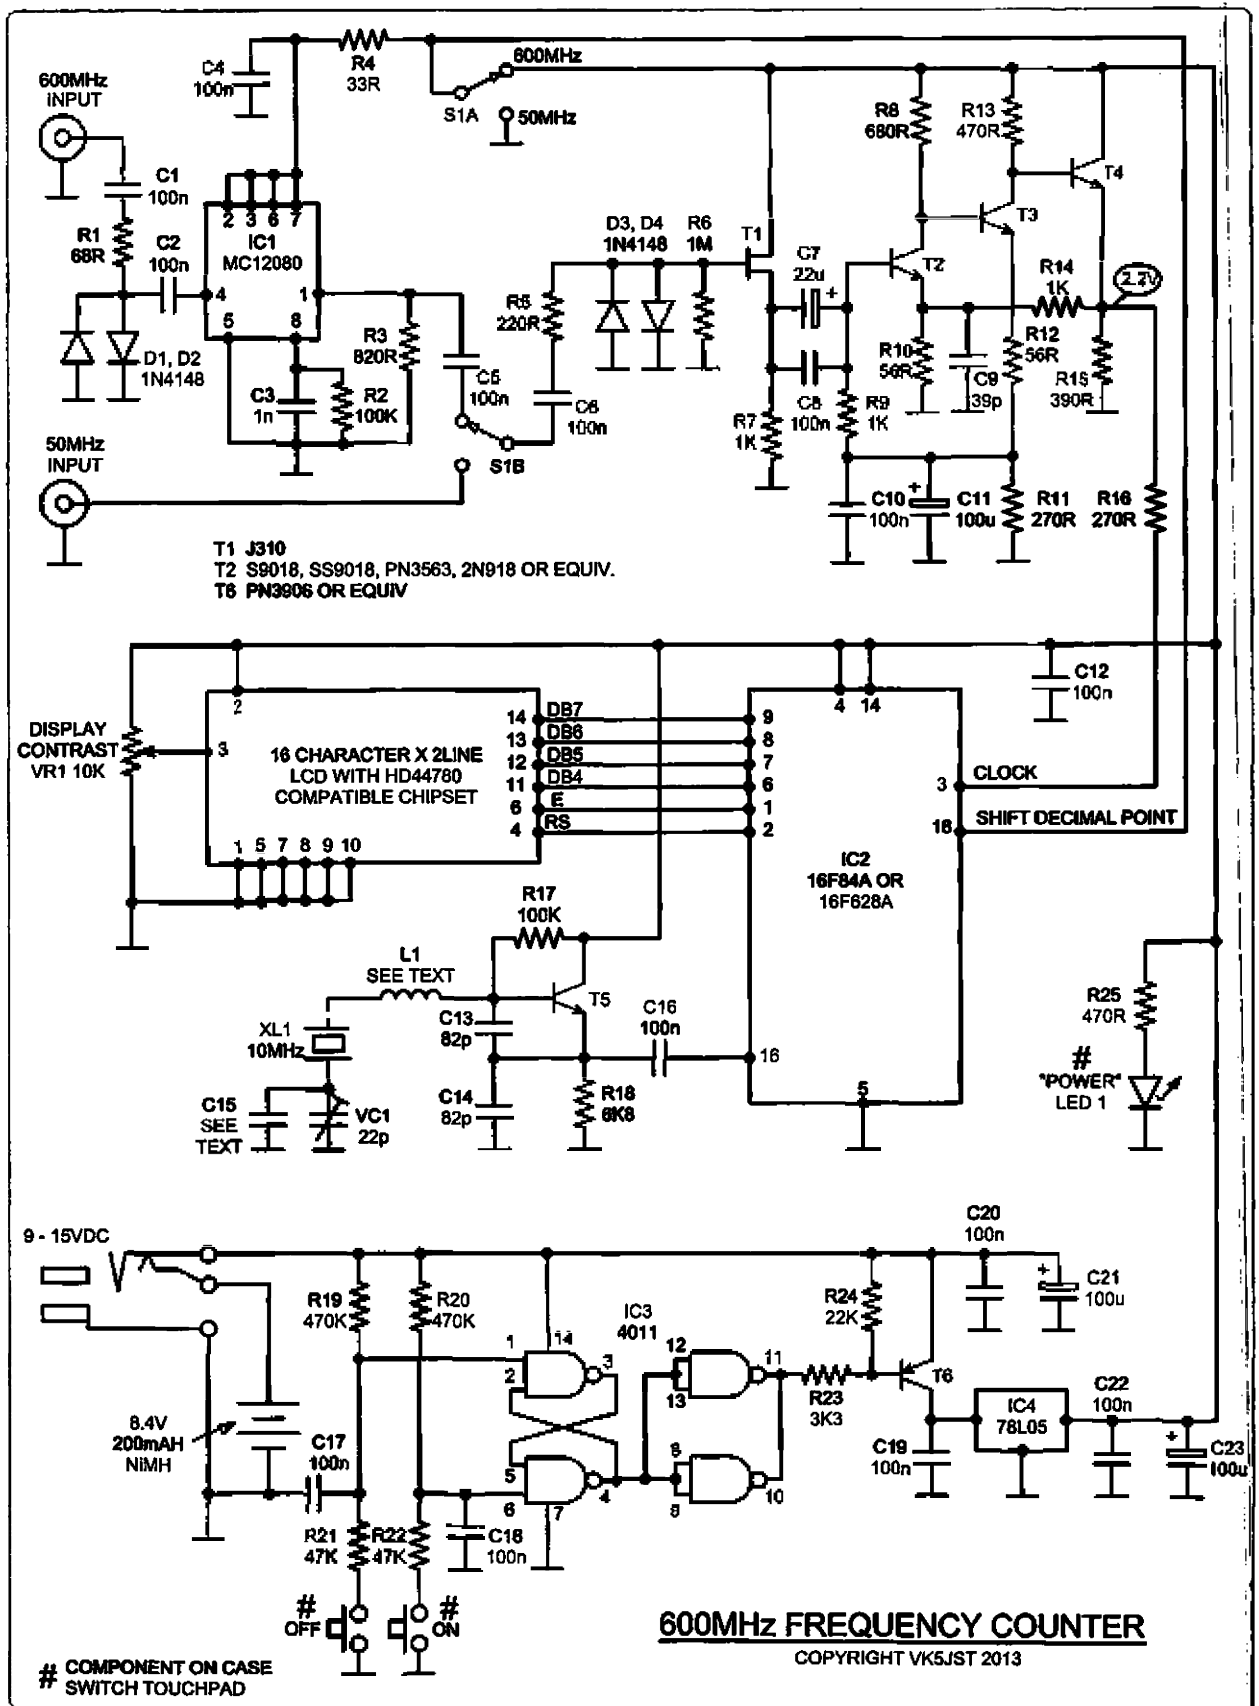 600MHz
INPUT
C4
100n
R4
33R
600MHz
S1A
50MHz
C1
100n
R1
68R
C2
100n
2 3 6 7
IC1
MC12080
4
1
5 8
D1, D2
1N4148
C3
1n
R2
100K
R3
820R
C5
100n
S1B
50MHz
INPUT
R5
220R
C6
100n
D3, D4
1N4148
R6
1M
T1
C7
22u
+
C8
100n
R7
1K
R9
1K
R8
680R
R13
470R
T4
T3
T2
R14
1K
2.2V
R10
56R
C9
39p
R12
56R
R15
390R
C10
100n
+
C11
100u
R11
270R
R16
270R
T1 J310
T2 S9018, SS9018, PN3563, 2N918 OR EQUIV.
T6 PN3906 OR EQUIV
DISPLAY
CONTRAST
VR1 10K
2
3
16 CHARACTER X 2LINE
LCD WITH HD44780
COMPATIBLE CHIPSET
1 5 7 8 9 10
14 DB7 9
13 DB6 8
12 DB5 7
11 DB4 6
6 E 1
4 RS 2
4 14
C12
100n
3 CLOCK
18 SHIFT DECIMAL POINT
IC2
16F84A OR
16F628A
16
5
R17
100K
L1
SEE TEXT
T5
C16
100n
XL1
10MHz
C13
82p
C14
82p
R18
6K8
C15
SEE
TEXT
VC1
22p
R25
470R
#
"POWER"
LED 1
9 - 15VDC
8.4V
200mAH
NiMH
C17
100n
R19
470K
R20
470K
R21
47K
R22
47K
C18
100n
#
OFF
#
ON
IC3
4011
1
2
14
3
5
6
7
4
12
13
11
10
R23
3K3
R24
22K
T6
C19
100n
IC4
78L05
C20
100n
+
C21
100u
C22
100n
+
C23
100u
600MHz FREQUENCY COUNTER
COPYRIGHT VK5JST 2013
# COMPONENT ON CASE
SWITCH TOUCHPAD